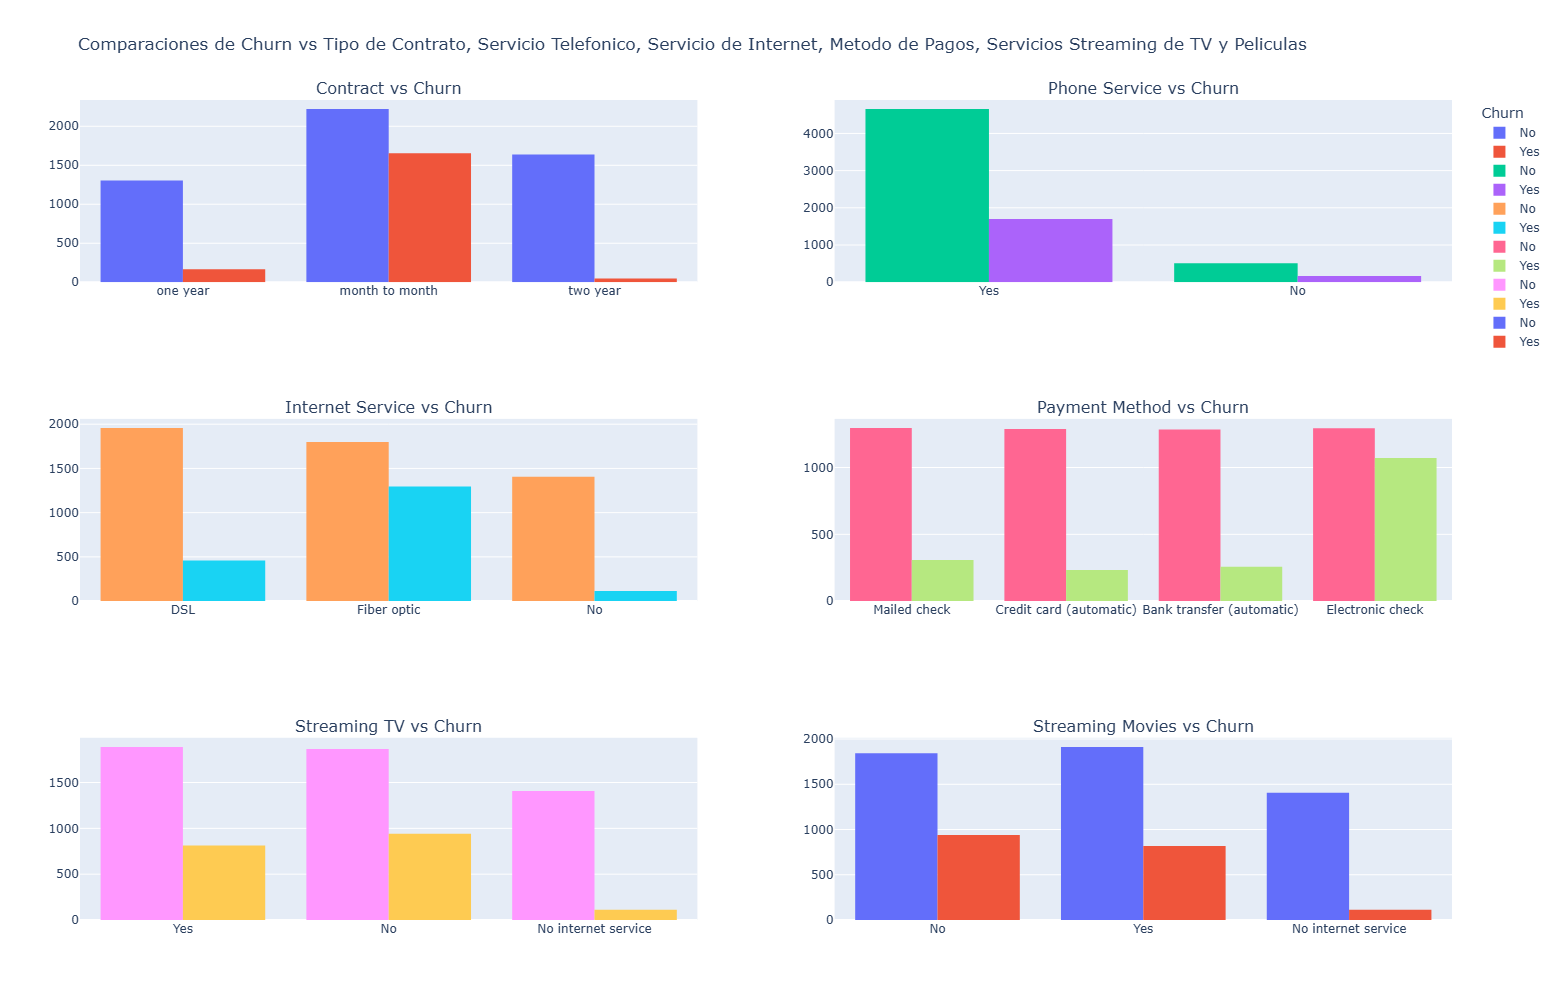 Comparaciones de Churn vs Tipo de Contrato, Servicio Telefonico, Servicio de Internet, Metodo de Pagos, Servicios Streaming de TV y Peliculas
Contract vs Churn
2000
1500
1000
500
0
one year
month to month
two year
Phone Service vs Churn
4000
3000
2000
1000
0
Yes
No
Churn
No
Yes
No
Yes
No
Yes
No
Yes
No
Yes
No
Yes
Internet Service vs Churn
2000
1500
1000
500
0
DSL
Fiber optic
No
Payment Method vs Churn
1000
500
0
Mailed check
Credit card (automatic)
Bank transfer (automatic)
Electronic check
Streaming TV vs Churn
1500
1000
500
0
Yes
No
No internet service
Streaming Movies vs Churn
2000
1500
1000
500
0
No
Yes
No internet service